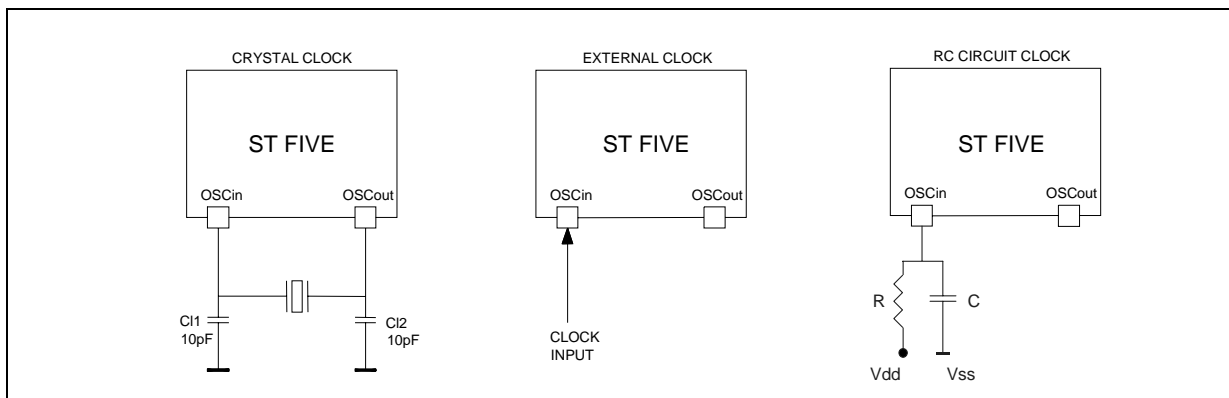 CRYSTAL CLOCK
ST FIVE
OSCin
OSCout
Cl1
10pF
Cl2
10pF
EXTERNAL CLOCK
ST FIVE
OSCin
OSCout
CLOCK
INPUT
RC CIRCUIT CLOCK
ST FIVE
OSCin
OSCout
R
C
Vdd
Vss